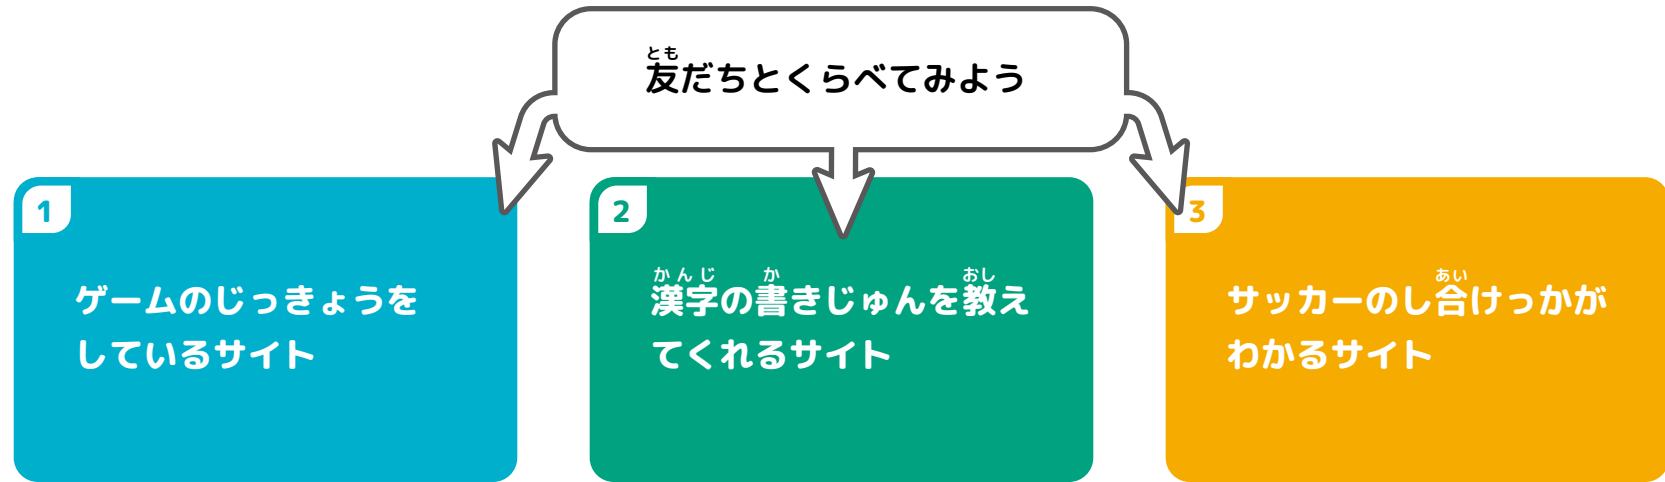 友だちとくらべてみよう
とも
1
ゲームのじっきょうを
しているサイト
2
かんじ か おし
漢字の書きじゅんを教え
てくれるサイト
3
あい
サッカーのし合けっかが
わかるサイト